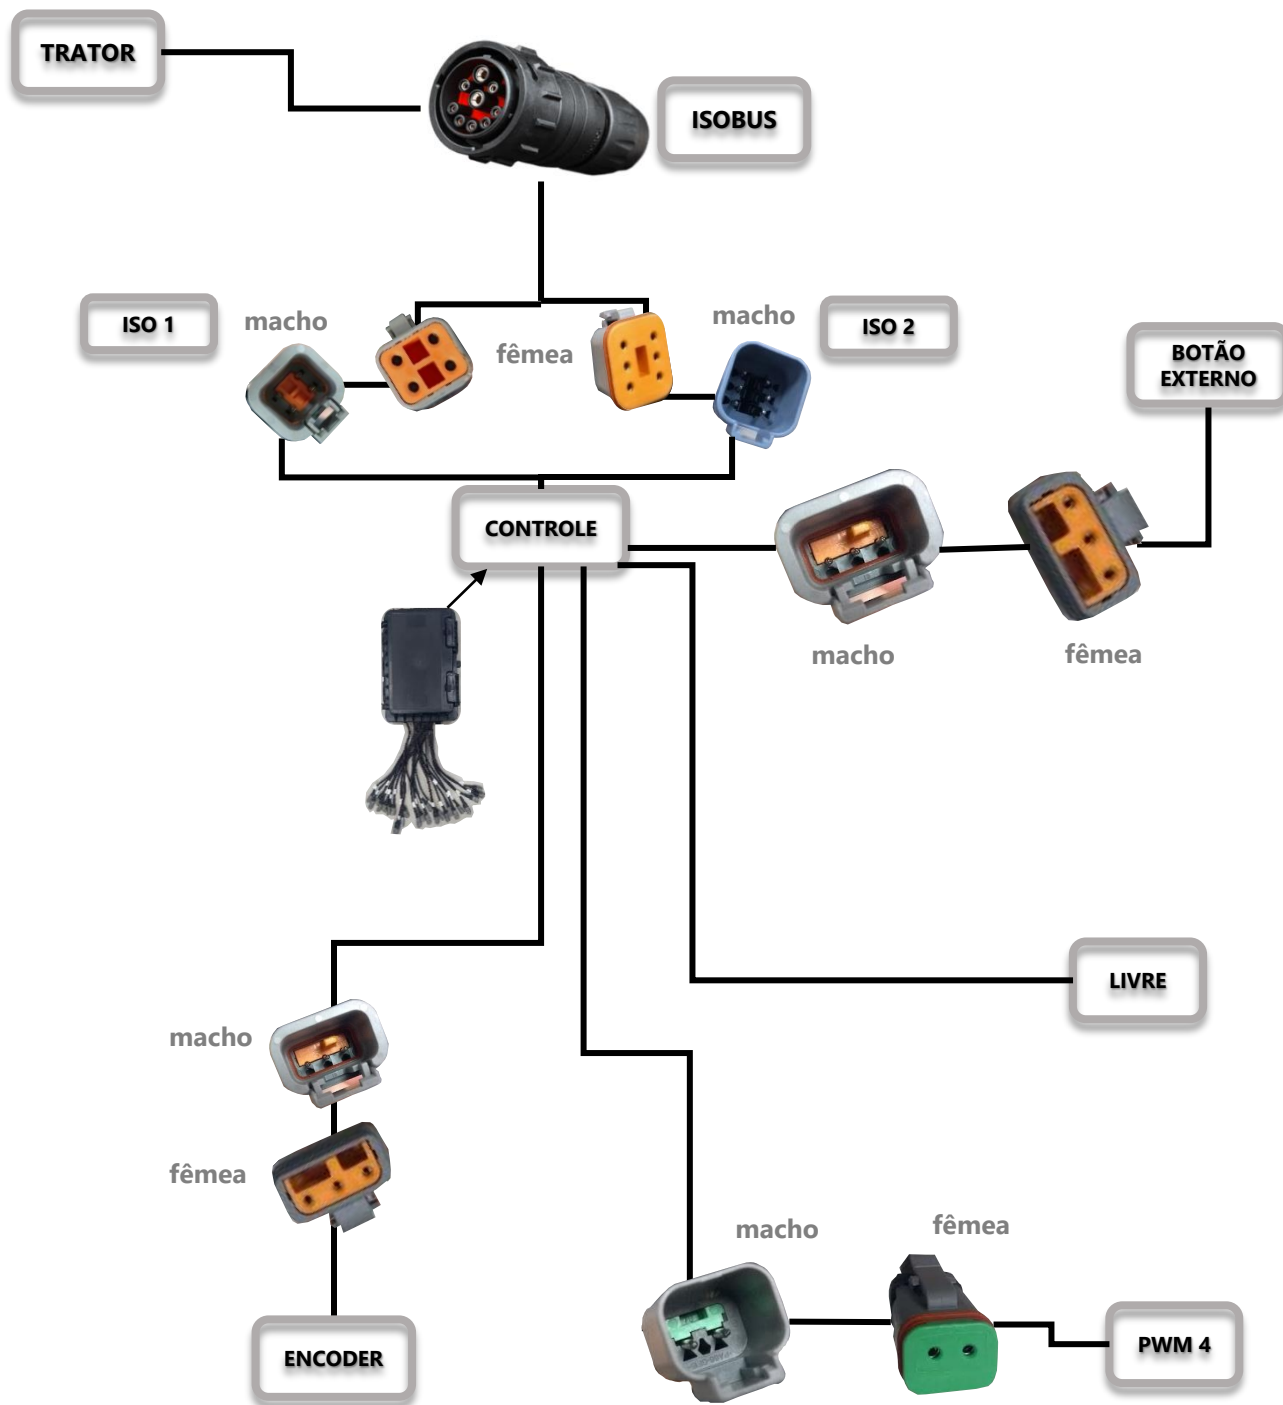 TRATOR
ISOBUS
ISO 1
macho
fêmea
macho
ISO 2
BOTÃO
EXTERNO
CONTROLE
macho
fêmea
LIVRE
macho
fêmea
macho
fêmea
ENCODER
PWM 4